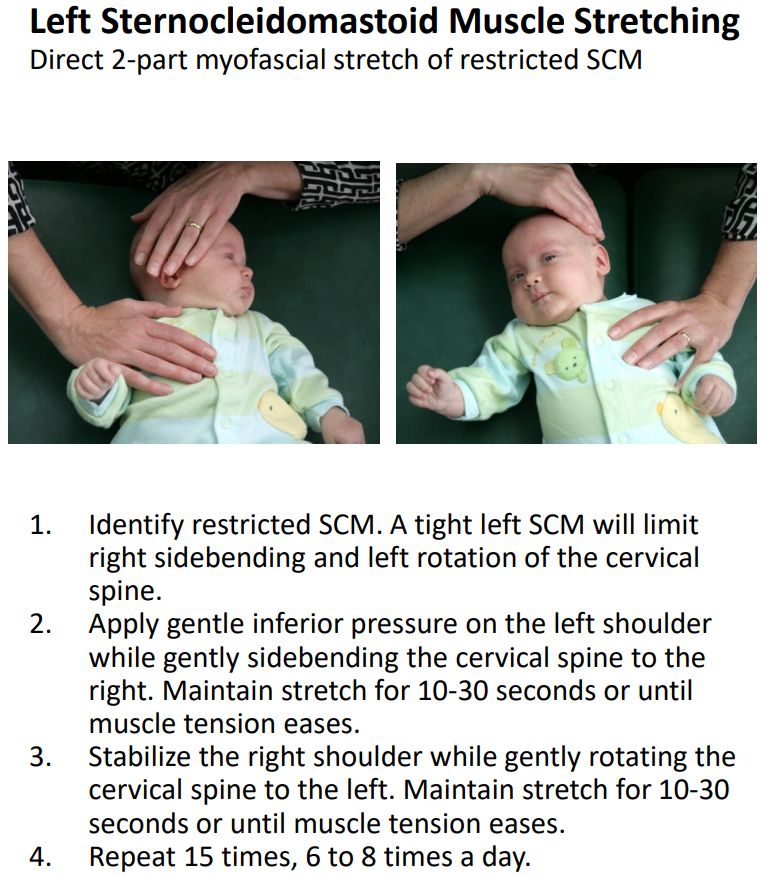 Left Sternocleidomastoid Muscle Stretching
Direct 2-part myofascial stretch of restricted SCM
1. Identify restricted SCM. A tight left SCM will limit
right sidebending and left rotation of the cervical
spine.
2. Apply gentle inferior pressure on the left shoulder
while gently sidebending the cervical spine to the
right. Maintain stretch for 10-30 seconds or until
muscle tension eases.
3. Stabilize the right shoulder while gently rotating the
cervical spine to the left. Maintain stretch for 10-30
seconds or until muscle tension eases.
4. Repeat 15 times, 6 to 8 times a day.